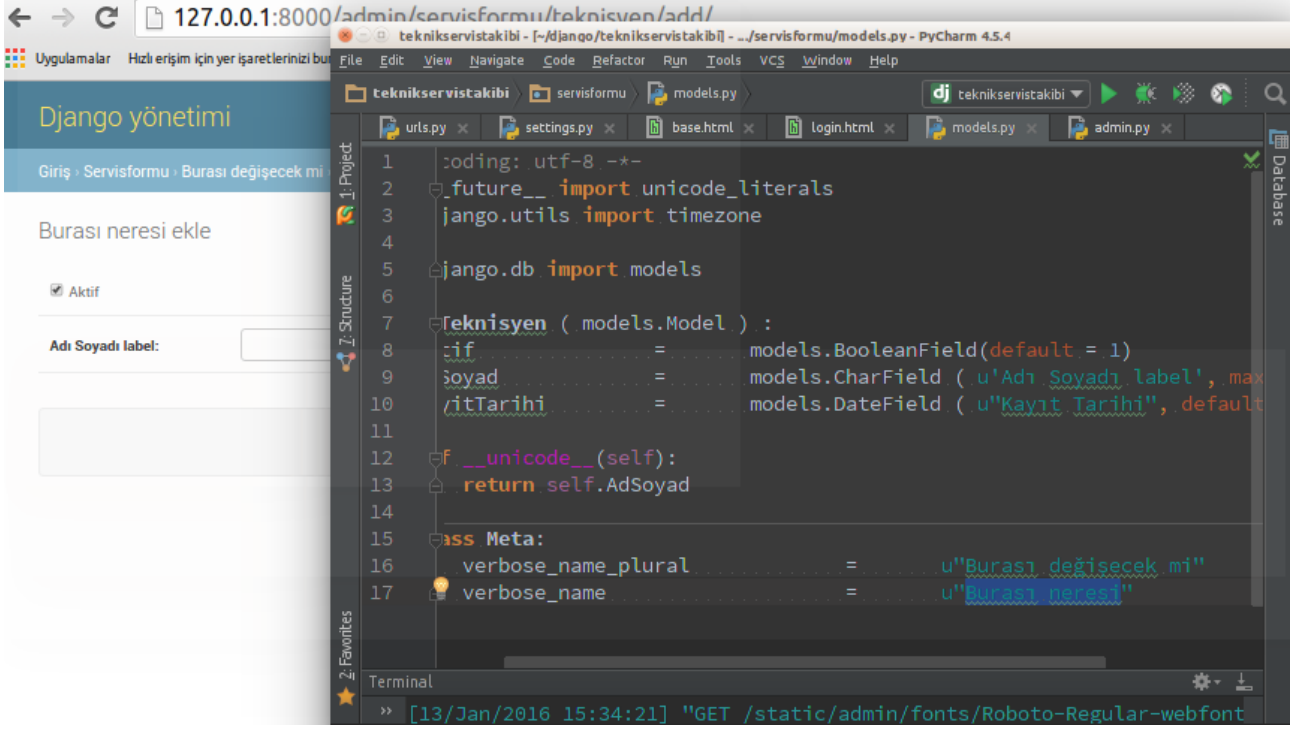 127.0.0.1:8000/admin/servisformu/teknisyen/add/
teknikservistakibi - [~/django/teknikservistakibi] - .../servisformu/models.py - PyCharm 4.5.4
Uygulamalar Hızlı erişim için yer işaretlerinizi bu
File Edit View Navigate Code Refactor Run Tools VCS Window Help
teknikservistakibi servisformu models.py
dj teknikservistakibi
Django yönetimi
urls.py settings.py base.html login.html models.py admin.py
Giriş › Servisformu › Burası değişecek mi
Burası neresi ekle
Aktif
Adı Soyadı label:
1: Project
7: Structure
2: Favorites
Database
1 coding: utf-8 -*-
2 _future__ import unicode_literals
3 jango.utils import timezone
4
5 jango.db import models
6
7 Teknisyen ( models.Model ) :
8 tif = models.BooleanField(default = 1)
9 Soyad = models.CharField ( u'Adı Soyadı label', max
10 yitTarihi = models.DateField ( u"Kayıt Tarihi", default
11
12 f __unicode__(self):
13 return self.AdSoyad
14
15 ass Meta:
16 verbose_name_plural = u"Burası değişecek mi"
17 verbose_name = u"Burası neresi"
Terminal
» [13/Jan/2016 15:34:21] "GET /static/admin/fonts/Roboto-Regular-webfont